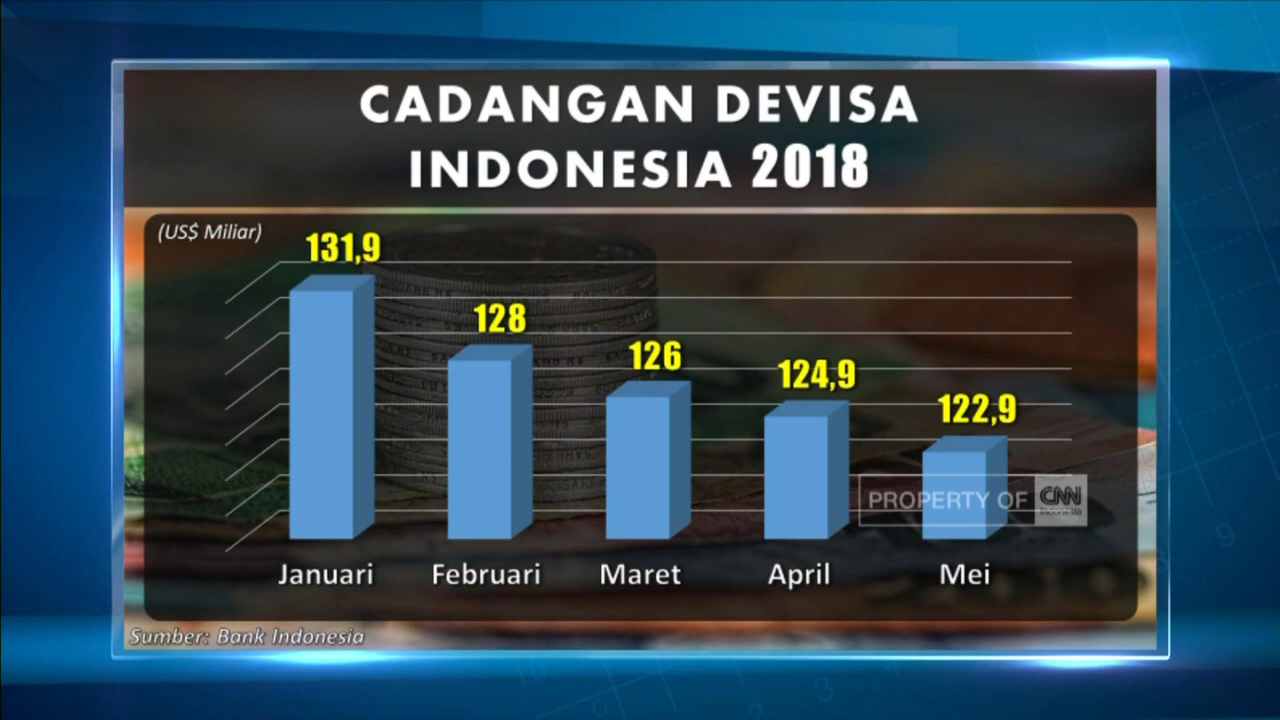 CADANGAN DEVISA
INDONESIA 2018
(US$ Miliar)
131,9
128
126
124,9
122,9
PROPERTY OF CNN Indonesia
Januari Februari Maret April Mei
Sumber: Bank Indonesia